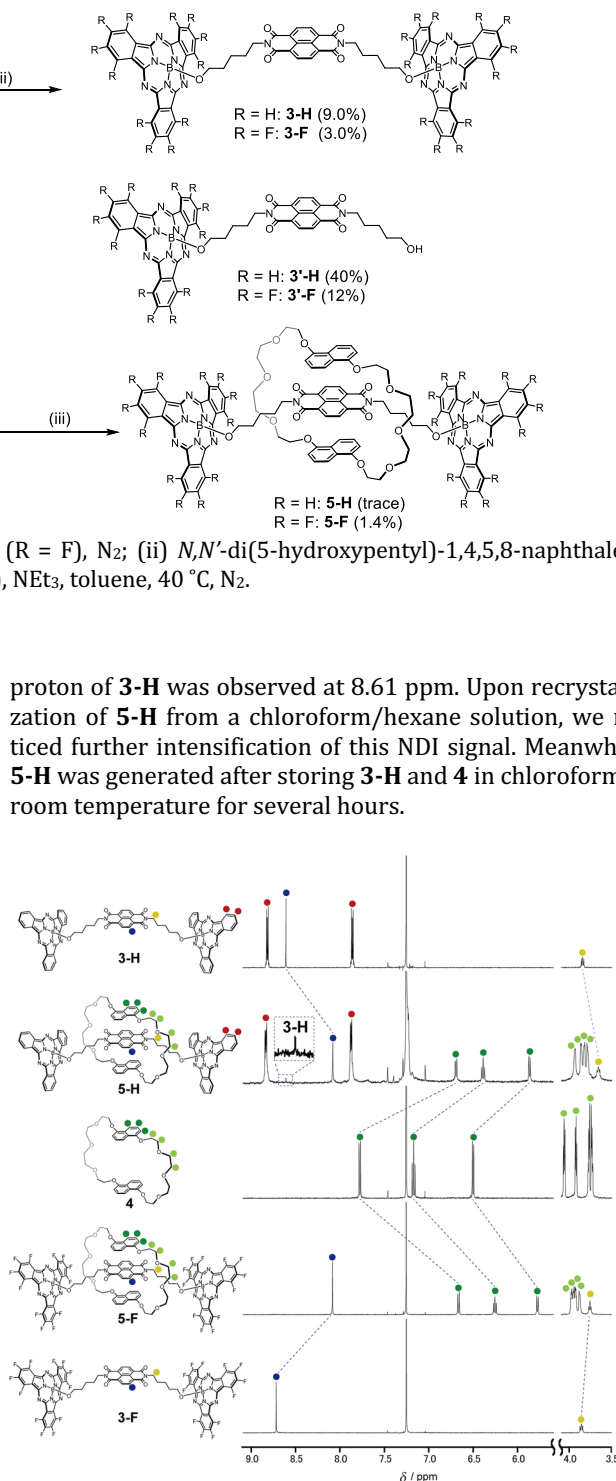 ii)
R = H: 3-H (9.0%)
R = F: 3-F (3.0%)
OH
R = H: 3'-H (40%)
R = F: 3'-F (12%)
(iii)
R = H: 5-H (trace)
R = F: 5-F (1.4%)
(R = F), N₂; (ii) N,N'-di(5-hydroxypentyl)-1,4,5,8-naphthale
), NEt₃, toluene, 40 °C, N₂.
proton of 3-H was observed at 8.61 ppm. Upon recrysta
zation of 5-H from a chloroform/hexane solution, we n
ticed further intensification of this NDI signal. Meanwh
5-H was generated after storing 3-H and 4 in chloroform
room temperature for several hours.
3-H
3-H
5-H
4
5-F
3-F
9.0 8.5 8.0 7.0 6.5 6.0 4.0 3.5
δ / ppm